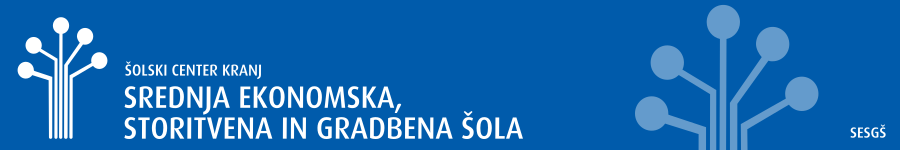 ŠOLSKI CENTER KRANJ
SREDNJA EKONOMSKA,
STORITVENA IN GRADBENA ŠOLA
SESGŠ